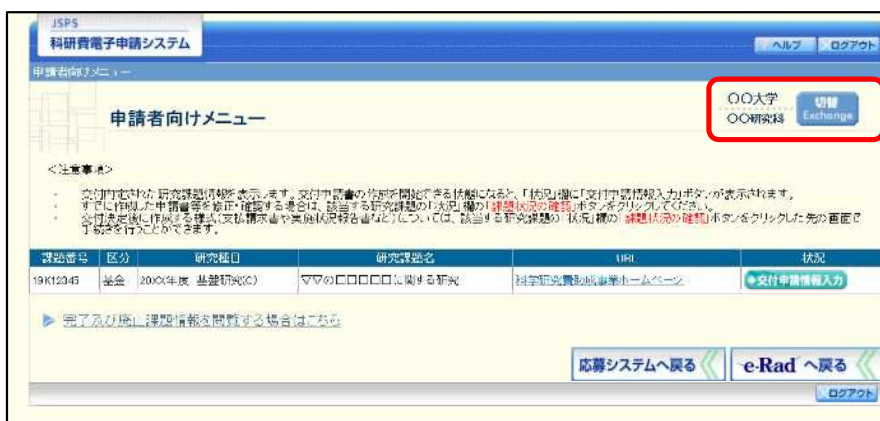 JSPS
科研費電子申請システム
ヘルプ ログアウト
申請者向けメニュー
申請者向けメニュー
〇〇大学
〇〇研究科
切替
Exchange
<注意事項>
・ 交付内定された研究課題情報を表示します。交付申請書の作成を開始できる状態になると、「状況」欄に「交付申請情報入力」ボタンが表示されます。
・ すでに作成した申請書等を修正・確認する場合は、該当する研究課題の「状況」欄の「課題状況の確認」ボタンをクリックしてください。
・ 交付決定後に作成する様式(支払請求書や実施状況報告書など)については、該当する研究課題の「状況」欄の「課題状況の確認」ボタンをクリックした先の画面で
手続きを行うことができます。
課題番号 区分 研究種目 研究課題名 URL 状況
19K12345 基金 20XX年度 基盤研究(C) ▽▽の□□□□□に関する研究 科学研究費助成事業ホームページ 交付申請情報入力
完了及び廃止課題情報を閲覧する場合はこちら
応募システムへ戻る e-Rad へ戻る
ログアウト